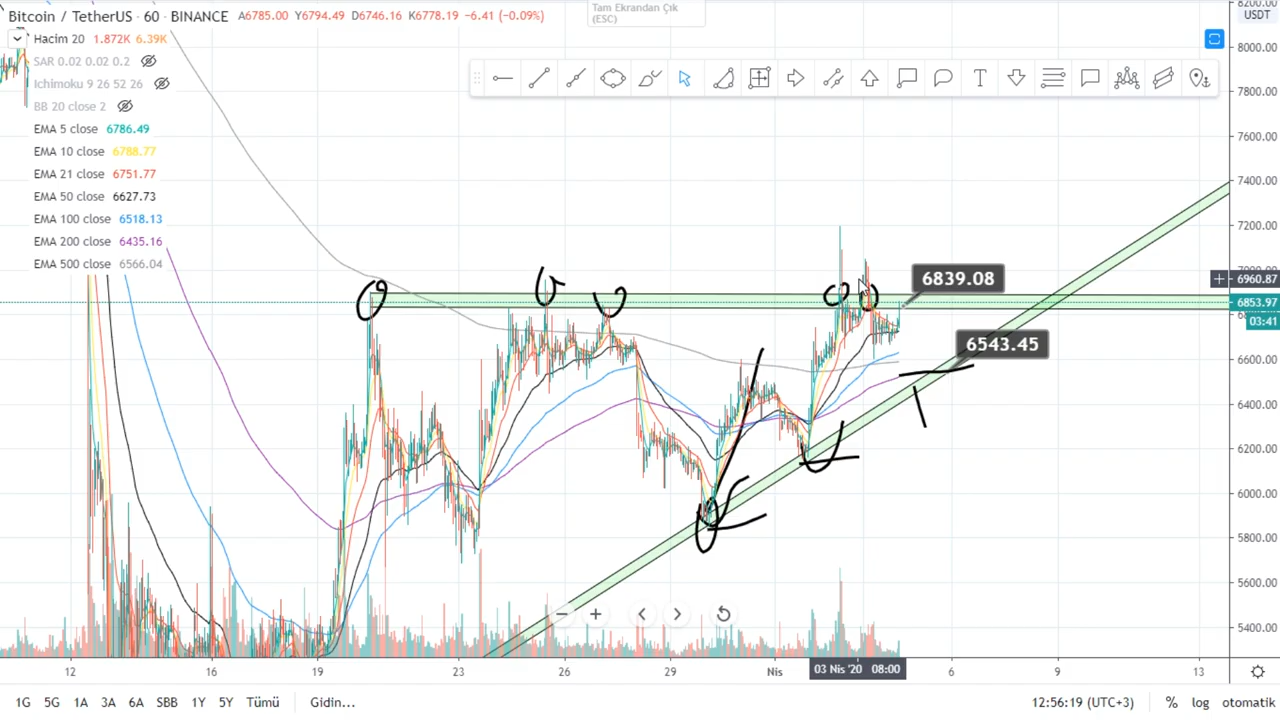 Bitcoin / TetherUS · 60 · BINANCE A6785.00 Y6794.49 D6746.16 K6778.19 −6.41 (−0.09%)
Tam Ekrandan Çık
(ESC)
USDT
Hacim 20 1.872K 6.39K
SAR 0.02 0.02 0.2
Ichimoku 9 26 52 26
BB 20 close 2
EMA 5 close 6786.49
EMA 10 close 6788.77
EMA 21 close 6751.77
EMA 50 close 6627.73
EMA 100 close 6518.13
EMA 200 close 6435.16
EMA 500 close 6566.04
T
8200.00
8000.00
7800.00
7600.00
7400.00
7200.00
6960.87
6853.97
03:41
6600.00
6400.00
6200.00
6000.00
5800.00
5600.00
5400.00
6839.08
6543.45
12 16 19 23 26 29 Nis 03 Nis '20 08:00 6 9 13
1G 5G 1A 3A 6A SBB 1Y 5Y Tümü Gidin... 12:56:19 (UTC+3) % log otomatik